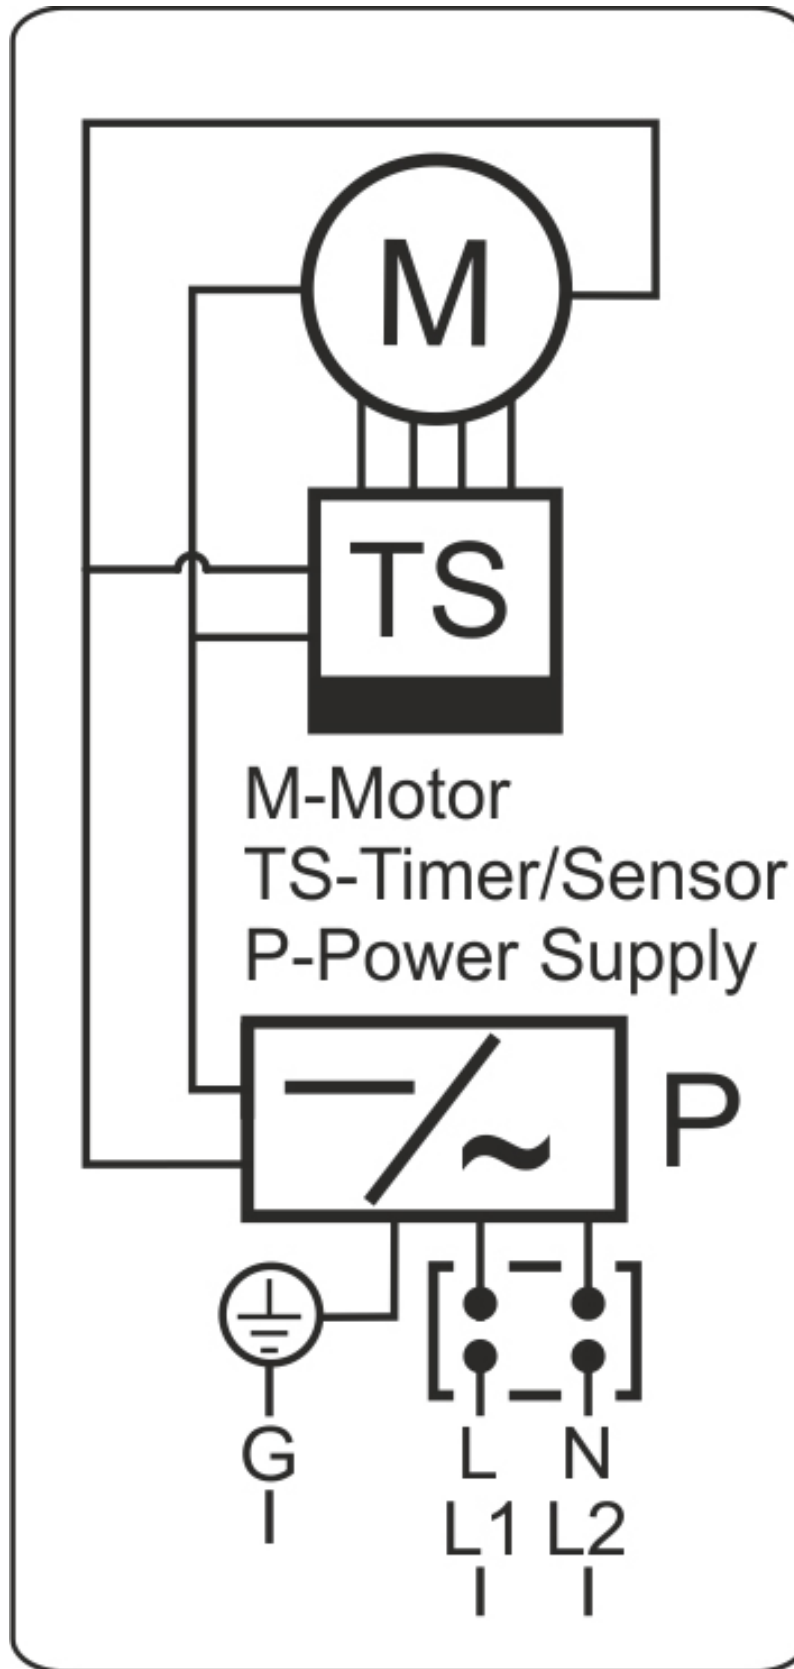 M
TS
M-Motor
TS-Timer/Sensor
P-Power Supply
P
G
L N
L1 L2